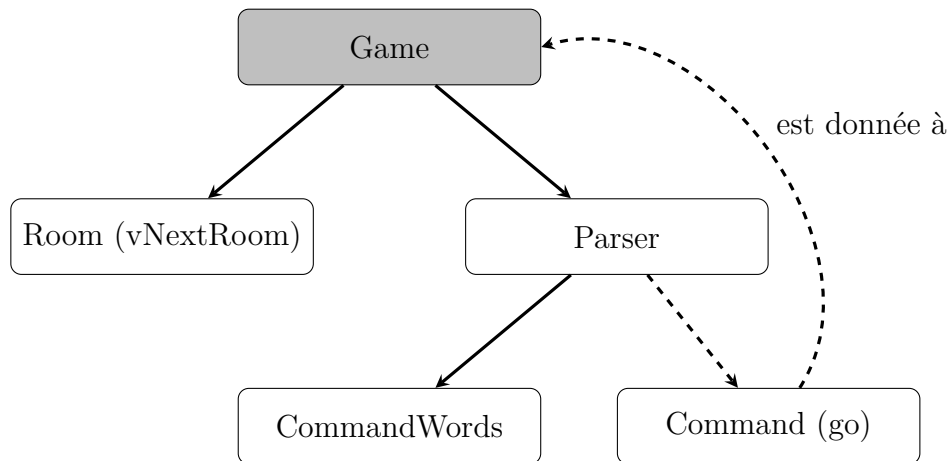 Game
est donnée à
Room (vNextRoom)
Parser
CommandWords
Command (go)